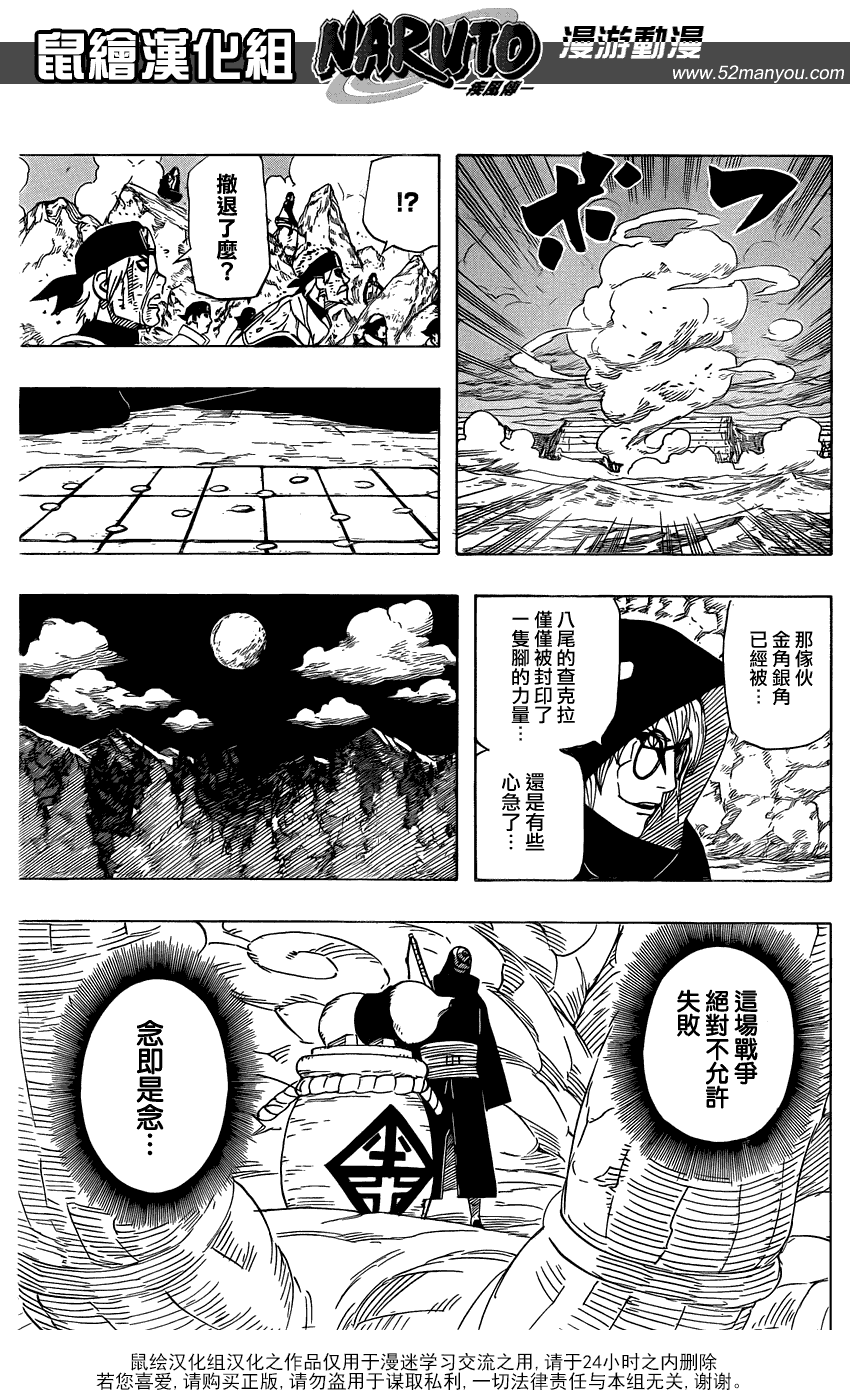 鼠繪漢化組
NARUTO
疾風傳
漫游動漫
www.52manyou.com
ボフ
!?
撤退了麼?
那傢伙
金角銀角
已經被…
八尾的查克拉
僅僅被封印了
一隻腳的力量…
還是有些
心急了…
這場戰爭
絕對不允許
失敗
念即是念…
鼠绘汉化组汉化之作品仅用于漫迷学习交流之用, 请于24小时之内删除
若您喜爱, 请购买正版, 请勿盗用于谋取私利, 一切法律责任与本组无关, 谢谢.